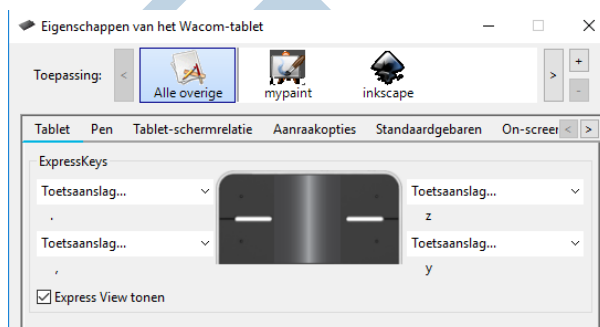 Eigenschappen van het Wacom-tablet
Toepassing: < Alle overige mypaint inkscape > +
-
Tablet Pen Tablet-schermrelatie Aanraakopties Standaardgebaren On-screer < >
ExpressKeys
Toetsaanslag... Toetsaanslag...
. z
Toetsaanslag... Toetsaanslag...
, y
Express View tonen